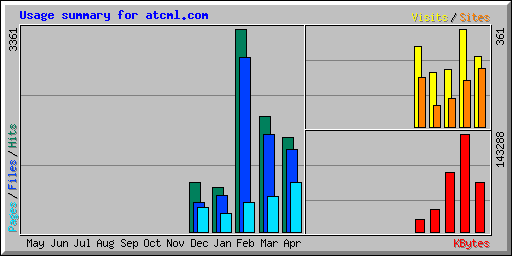 Usage summary for atcml.com
Visits / Sites
3361
361
Pages / Files / Hits
143288
May Jun Jul Aug Sep Oct Nov Dec Jan Feb Mar Apr
KBytes